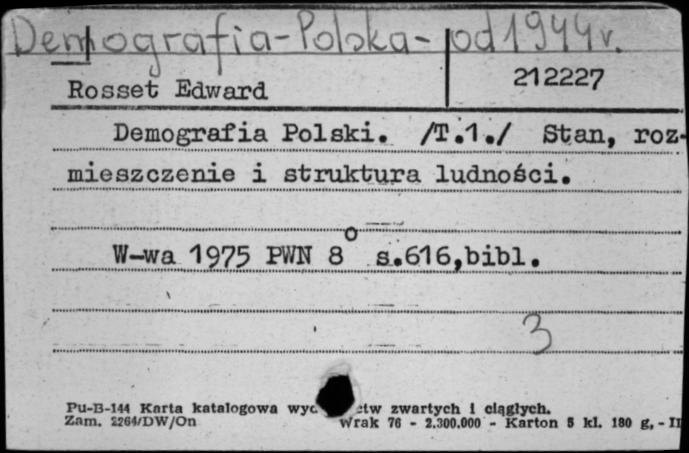 Demografia-Polska-od 1944r.
Rosset Edward
212227
Demografia Polski. /T.1./ Stan, roz-
mieszczenie i struktura ludności.
W-wa 1975 PWN 8° s.616,bibl.
3
Pu-B-144 Karta katalogowa wyd ctw zwartych i ciągłych.
Zam. 2264/DW/On Wrak 76 - 2.300.000 - Karton 5 kl. 180 g, - II